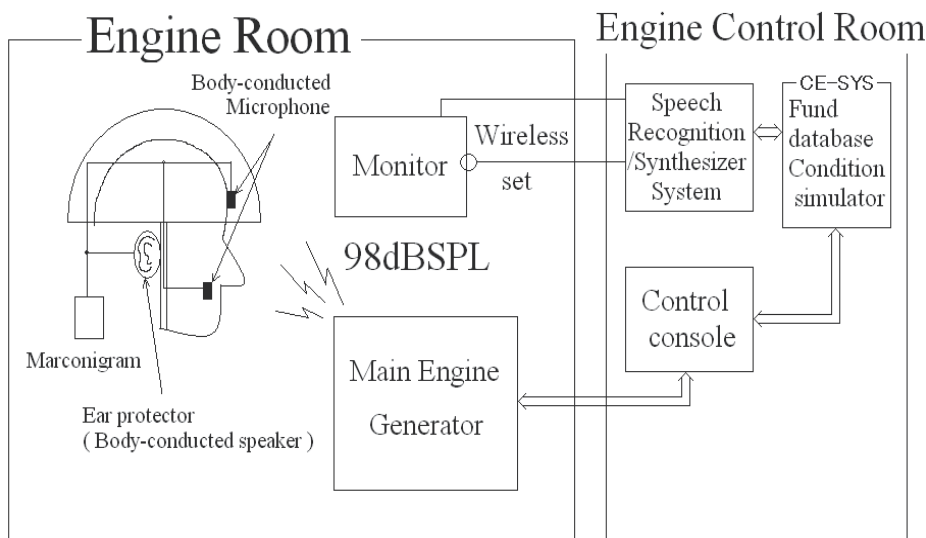 Engine Room
Engine Control Room
Body-conducted
Microphone
Marconigram
Ear protector
( Body-conducted speaker )
Monitor
Wireless
set
98dBSPL
Main Engine
Generator
Speech
Recognition
/Synthesizer
System
CE-SYS
Fund
database
Condition
simulator
Control
console